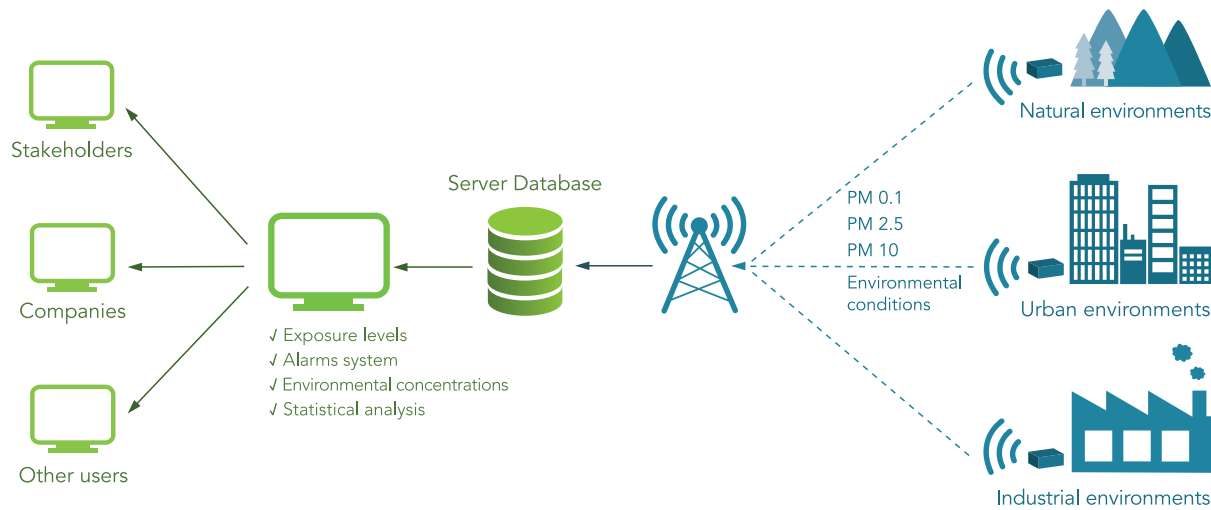 Stakeholders
Companies
Other users
✓ Exposure levels
✓ Alarms system
✓ Environmental concentrations
✓ Statistical analysis
Server Database
PM 0.1
PM 2.5
PM 10
Environmental
conditions
Natural environments
Urban environments
Industrial environments